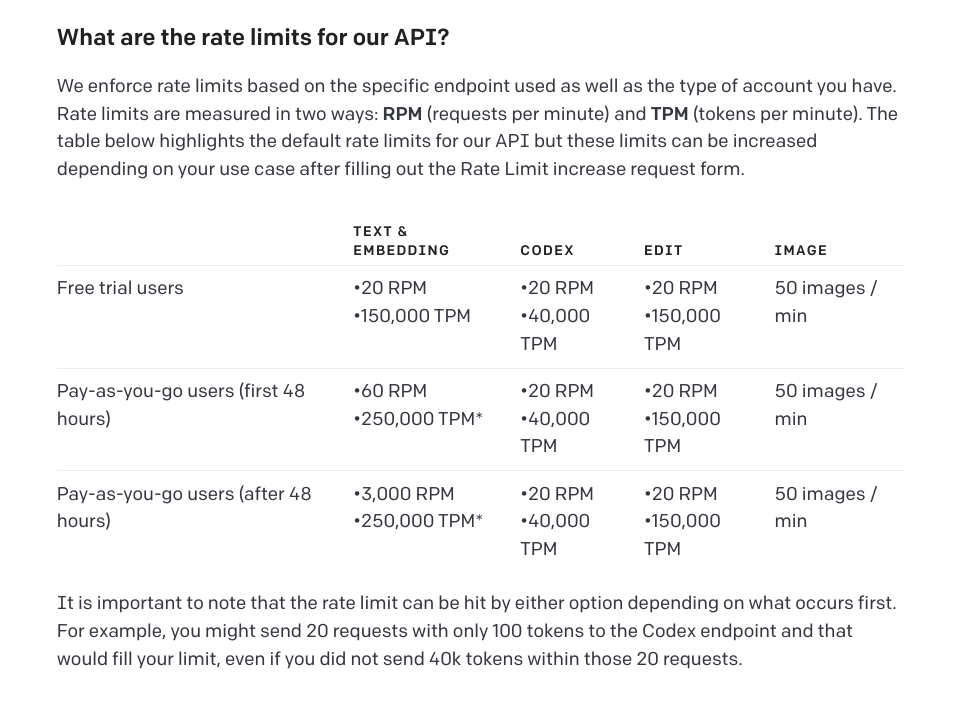 What are the rate limits for our API?
We enforce rate limits based on the specific endpoint used as well as the type of account you have.
Rate limits are measured in two ways: RPM (requests per minute) and TPM (tokens per minute). The
table below highlights the default rate limits for our API but these limits can be increased
depending on your use case after filling out the Rate Limit increase request form.
TEXT &
EMBEDDING CODEX EDIT IMAGE
Free trial users •20 RPM •20 RPM •20 RPM 50 images /
•150,000 TPM •40,000 •150,000 min
TPM TPM
Pay-as-you-go users (first 48 •60 RPM •20 RPM •20 RPM 50 images /
hours) •250,000 TPM* •40,000 •150,000 min
TPM TPM
Pay-as-you-go users (after 48 •3,000 RPM •20 RPM •20 RPM 50 images /
hours) •250,000 TPM* •40,000 •150,000 min
TPM TPM
It is important to note that the rate limit can be hit by either option depending on what occurs first.
For example, you might send 20 requests with only 100 tokens to the Codex endpoint and that
would fill your limit, even if you did not send 40k tokens within those 20 requests.